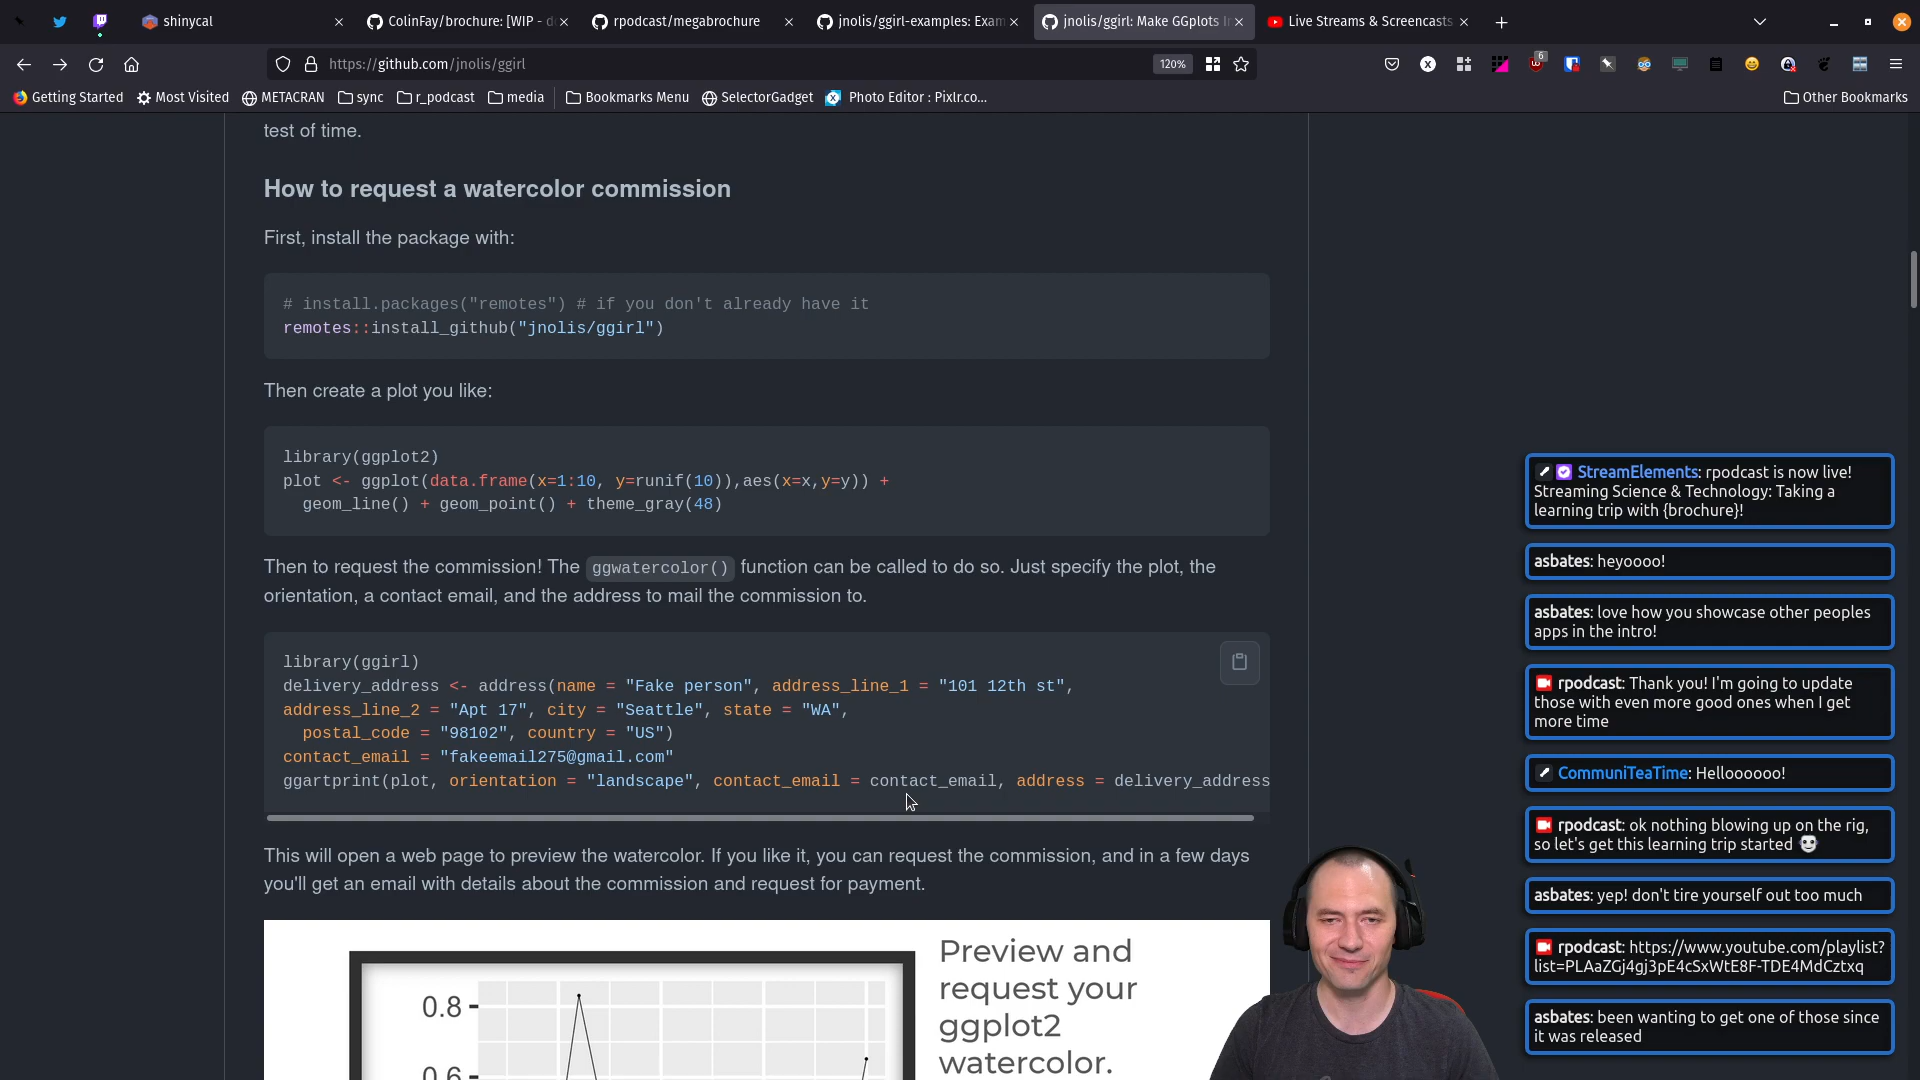 shinycal
ColinFay/brochure: [WIP - d
rpodcast/megabrochure
jnolis/ggirl-examples: Exam
jnolis/ggirl: Make GGplots I
Live Streams & Screencasts
https://github.com/jnolis/ggirl
120%
6
Getting Started
Most Visited
METACRAN
sync
r_podcast
media
Bookmarks Menu
SelectorGadget
Photo Editor : Pixlr.co...
Other Bookmarks
test of time.
How to request a watercolor commission
First, install the package with:
# install.packages("remotes") # if you don't already have it
remotes::install_github("jnolis/ggirl")
Then create a plot you like:
library(ggplot2)
plot <- ggplot(data.frame(x=1:10, y=runif(10)),aes(x=x,y=y)) +
  geom_line() + geom_point() + theme_gray(48)
Then to request the commission! The ggwatercolor() function can be called to do so. Just specify the plot, the
orientation, a contact email, and the address to mail the commission to.
library(ggirl)
delivery_address <- address(name = "Fake person", address_line_1 = "101 12th st",
address_line_2 = "Apt 17", city = "Seattle", state = "WA",
  postal_code = "98102", country = "US")
contact_email = "fakeemail275@gmail.com"
ggartprint(plot, orientation = "landscape", contact_email = contact_email, address = delivery_address
This will open a web page to preview the watercolor. If you like it, you can request the commission, and in a few days
you'll get an email with details about the commission and request for payment.
0.8
0.6
Preview and
request your
ggplot2
watercolor.
StreamElements: rpodcast is now live!
Streaming Science & Technology: Taking a
learning trip with {brochure}!
asbates: heyoooo!
asbates: love how you showcase other peoples
apps in the intro!
rpodcast: Thank you! I'm going to update
those with even more good ones when I get
more time
CommuniTeaTime: Helloooooo!
rpodcast: ok nothing blowing up on the rig,
so let's get this learning trip started
asbates: yep! don't tire yourself out too much
rpodcast: https://www.youtube.com/playlist?
list=PLAaZGj4gj3pE4cSxWtE8F-TDE4MdCztxq
asbates: been wanting to get one of those since
it was released